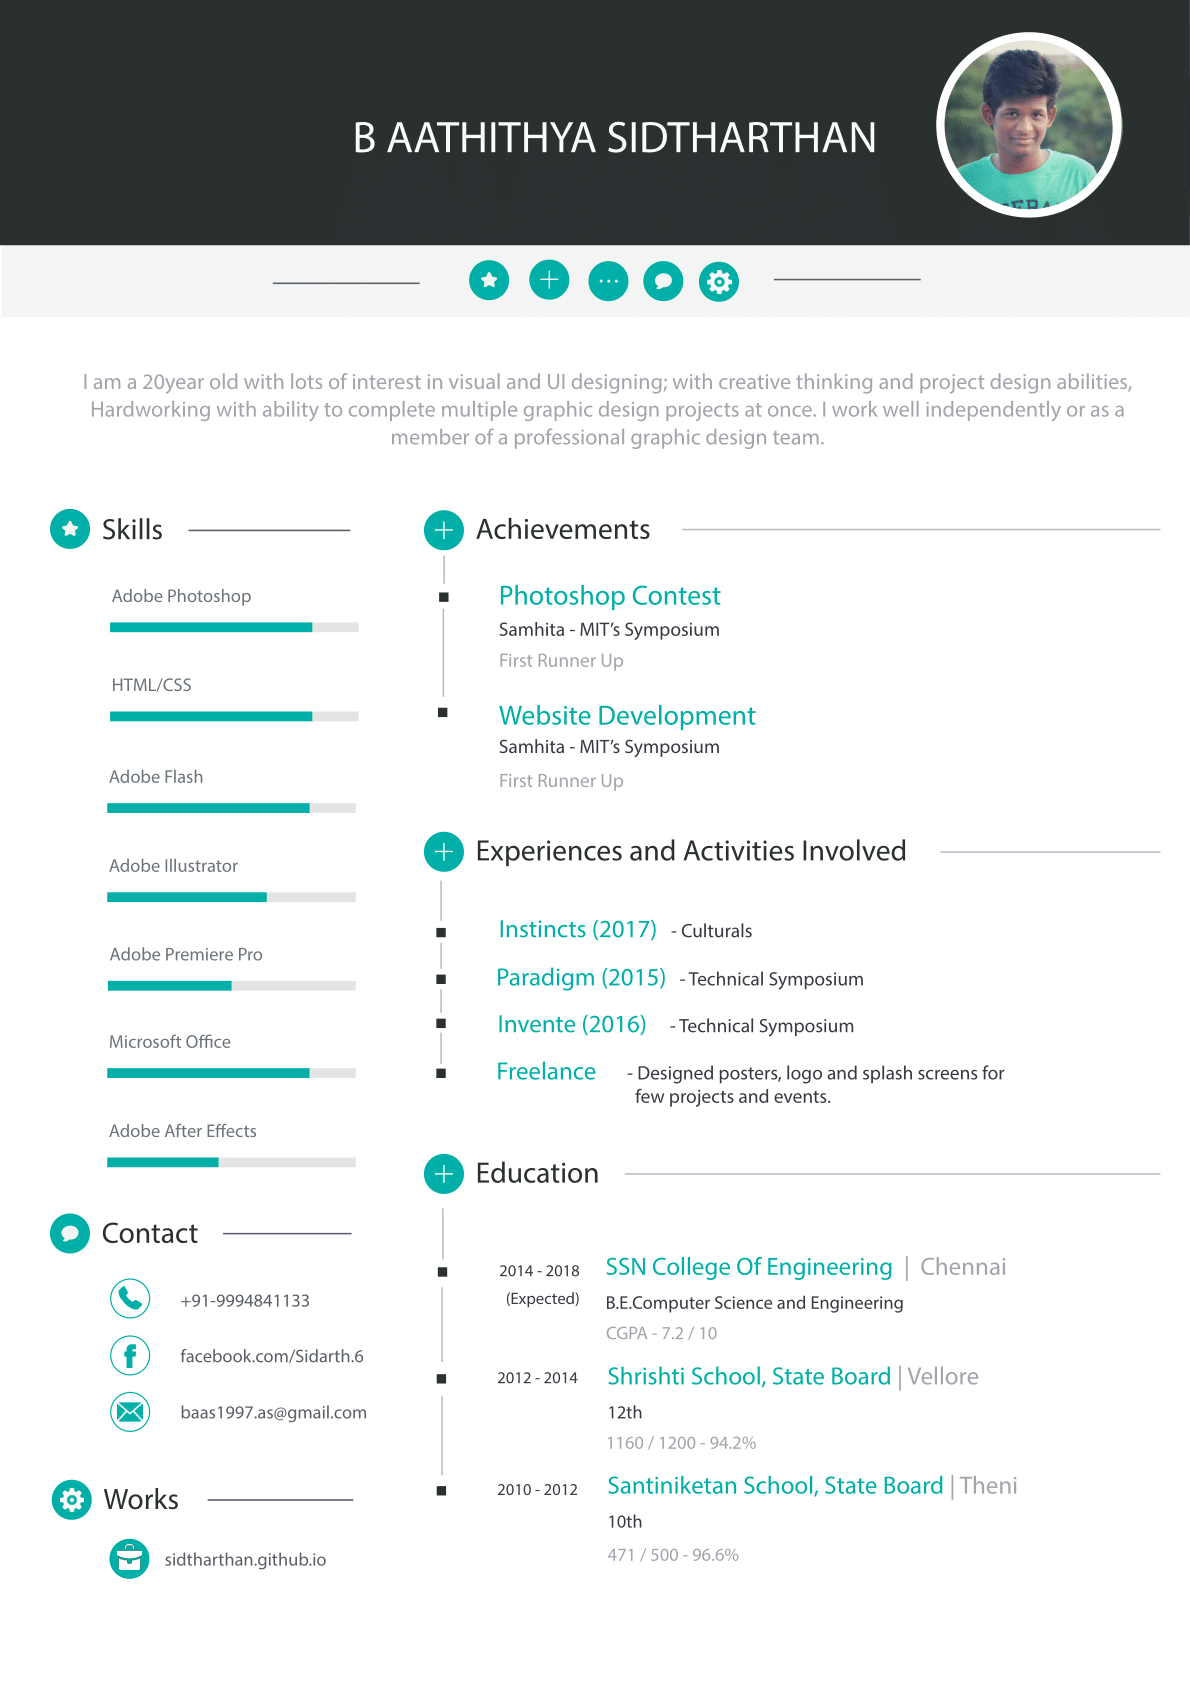 B AATHITHYA SIDTHARTHAN
I am a 20year old with lots of interest in visual and UI designing; with creative thinking and project design abilities,
Hardworking with ability to complete multiple graphic design projects at once. I work well independently or as a
member of a professional graphic design team.
Skills
Adobe Photoshop
HTML/CSS
Adobe Flash
Adobe Illustrator
Adobe Premiere Pro
Microsoft Office
Adobe After Effects
Contact
+91-9994841133
facebook.com/Sidarth.6
baas1997.as@gmail.com
Works
sidtharthan.github.io
Achievements
Photoshop Contest
Samhita - MIT’s Symposium
First Runner Up
Website Development
Samhita - MIT’s Symposium
First Runner Up
Experiences and Activities Involved
Instincts (2017) - Culturals
Paradigm (2015) - Technical Symposium
Invente (2016) - Technical Symposium
Freelance - Designed posters, logo and splash screens for
few projects and events.
Education
2014 - 2018 SSN College Of Engineering | Chennai
(Expected) B.E.Computer Science and Engineering
CGPA - 7.2 / 10
2012 - 2014 Shrishti School, State Board | Vellore
12th
1160 / 1200 - 94.2%
2010 - 2012 Santiniketan School, State Board | Theni
10th
471 / 500 - 96.6%